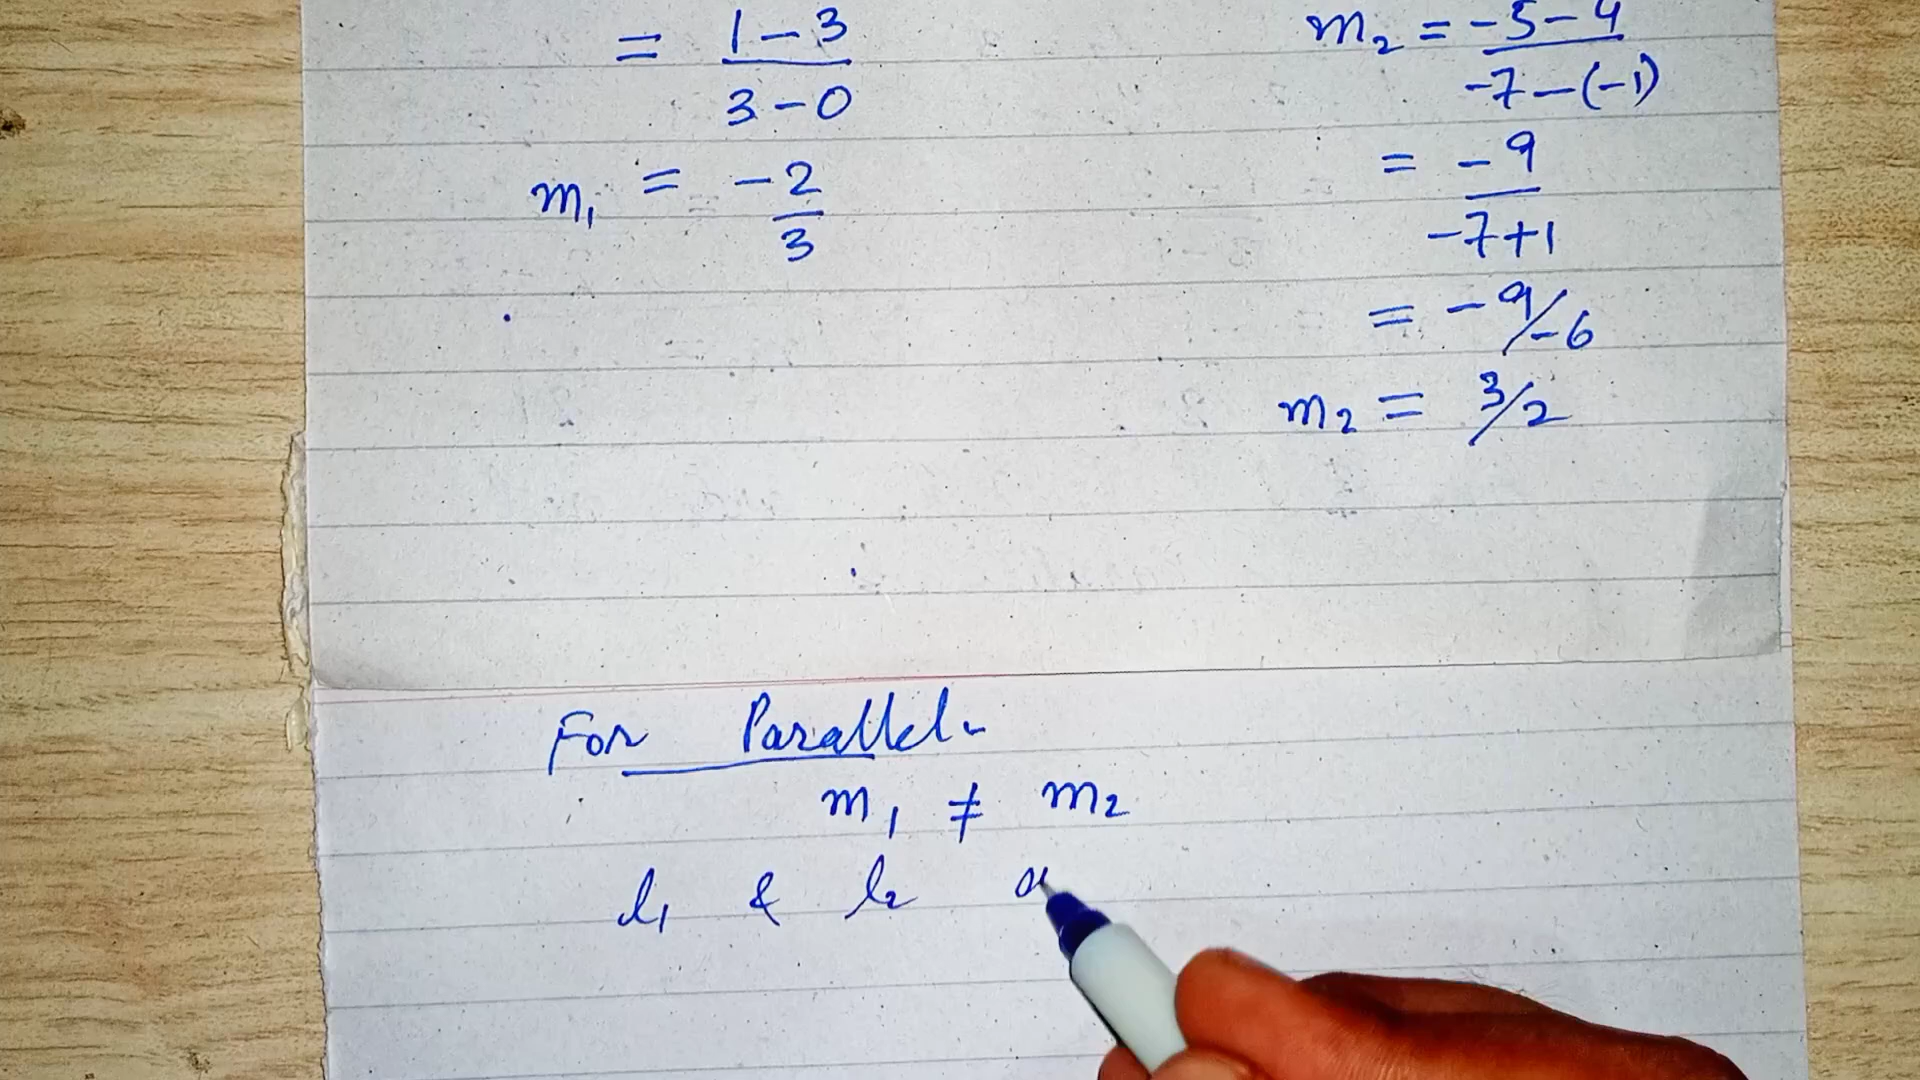 = 1 - 3 / 3 - 0
m₁ = - 2 / 3
m₂ = - 5 - 4 / -7 - (-1)
= - 9 / -7 + 1
= - 9 / - 6
m₂ = 3/2
For Parallel
m₁ ≠ m₂
l₁ & l₂ a